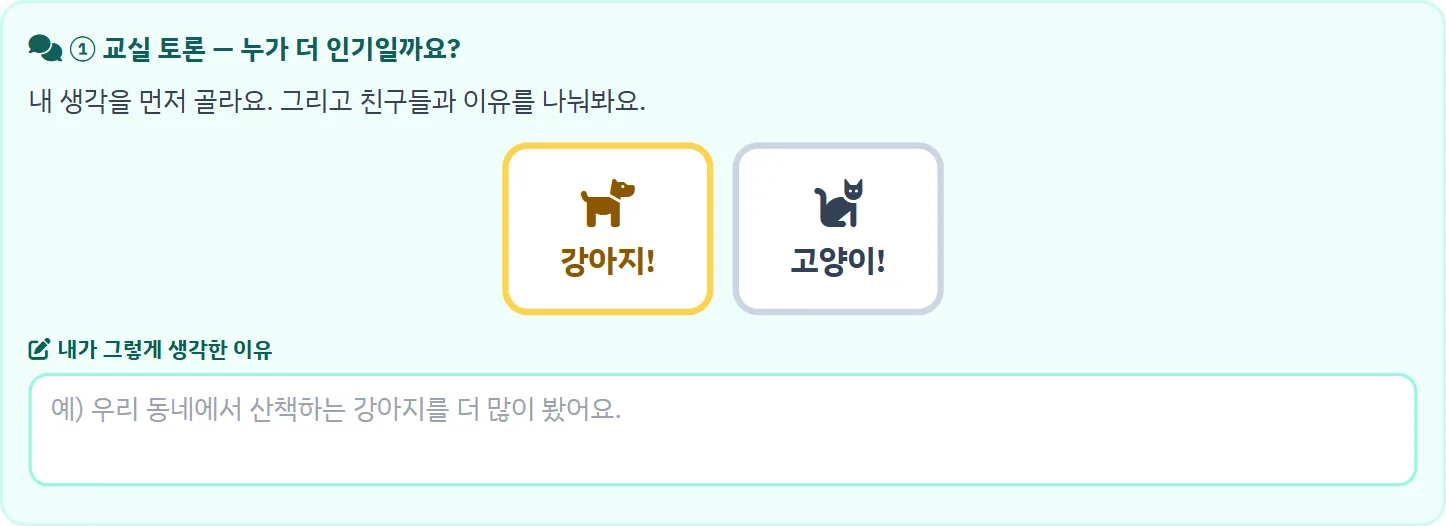 ① 교실 토론 — 누가 더 인기일까요?
내 생각을 먼저 골라요. 그리고 친구들과 이유를 나눠봐요.
강아지!
고양이!
내가 그렇게 생각한 이유
예) 우리 동네에서 산책하는 강아지를 더 많이 봤어요.